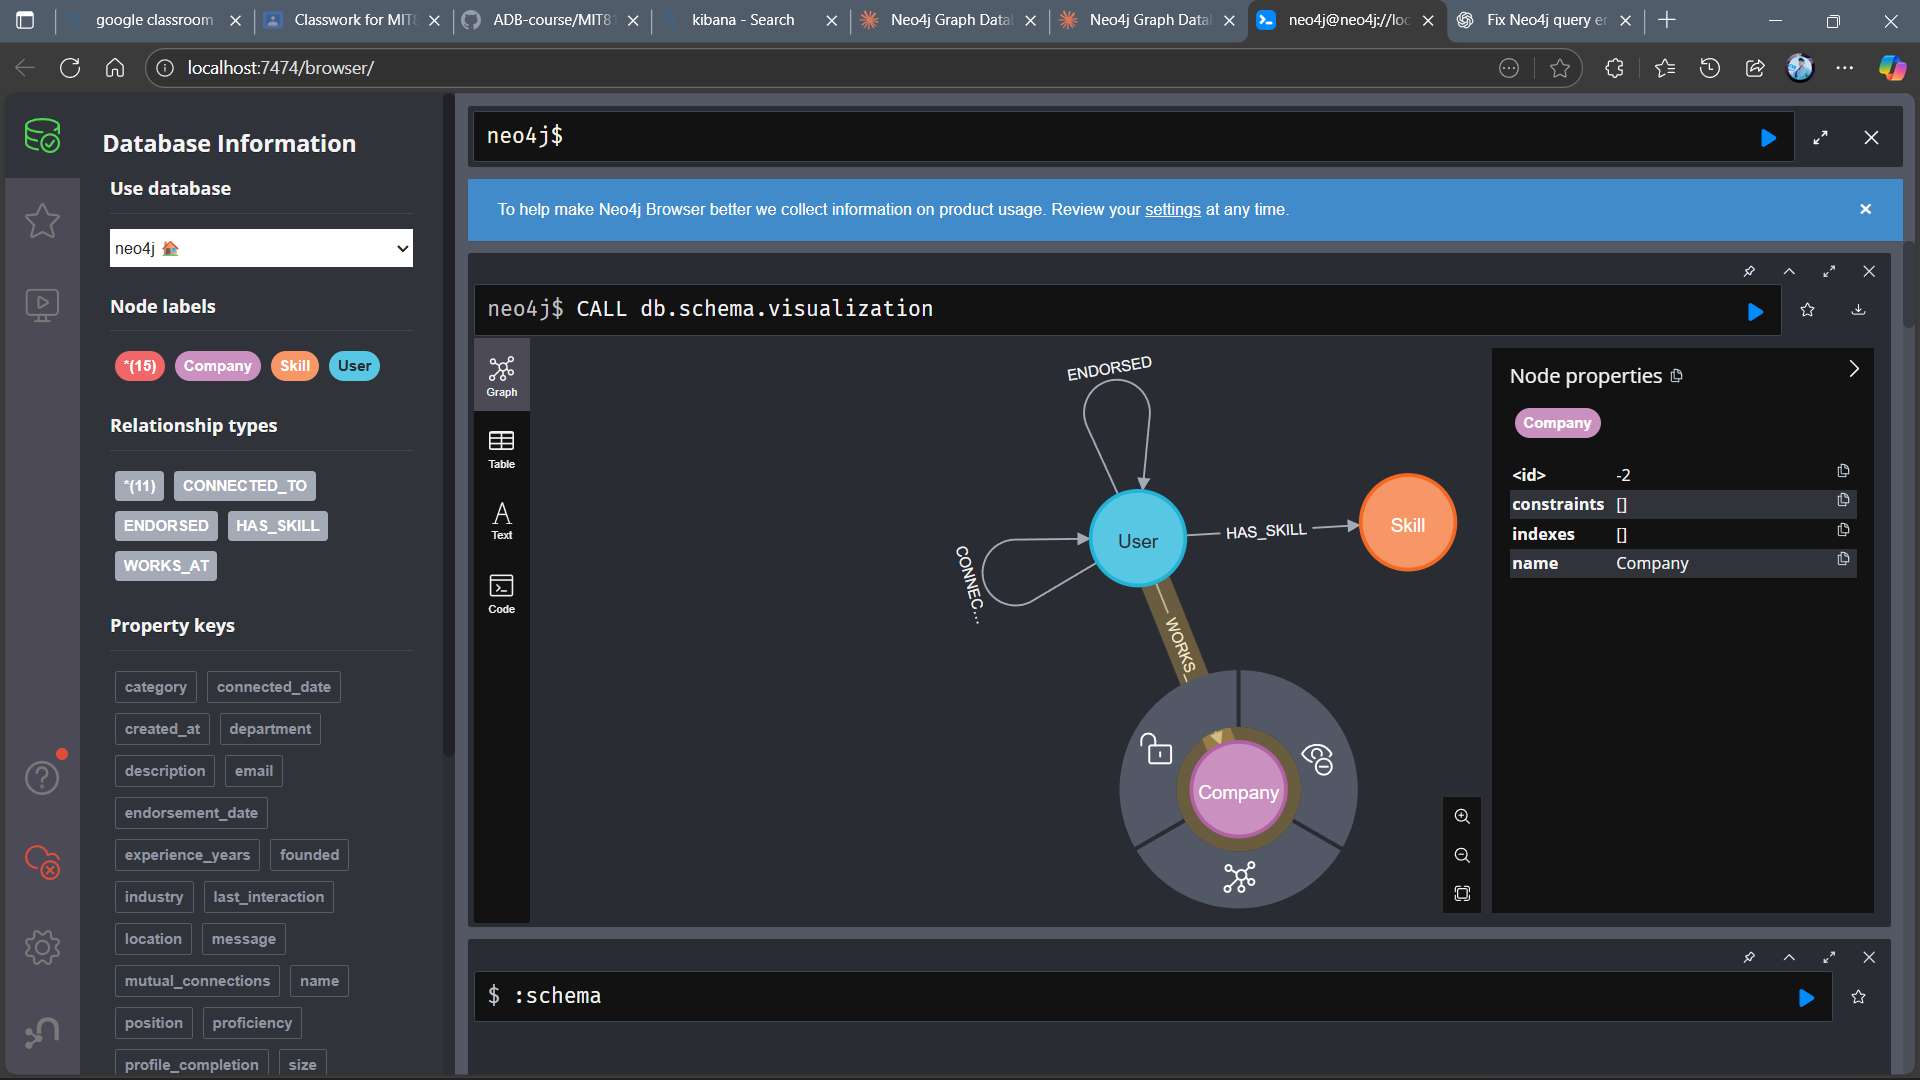 google classroom
Classwork for MIT8
ADB-course/MIT81
kibana - Search
Neo4j Graph Data
Neo4j Graph Data
neo4j@neo4j://loc
Fix Neo4j query er
localhost:7474/browser/
Database Information
Use database
neo4j
Node labels
*(15) Company Skill User
Relationship types
*(11) CONNECTED_TO
ENDORSED HAS_SKILL
WORKS_AT
Property keys
category connected_date
created_at department
description email
endorsement_date
experience_years founded
industry last_interaction
location message
mutual_connections name
position proficiency
profile_completion size
neo4j$
To help make Neo4j Browser better we collect information on product usage. Review your settings at any time.
neo4j$ CALL db.schema.visualization
Graph
Table
Text
Code
ENDORSED
User
HAS_SKILL
Skill
CONNEC...
WORKS_
Company
Node properties
Company
<id> -2
constraints []
indexes []
name Company
$ :schema